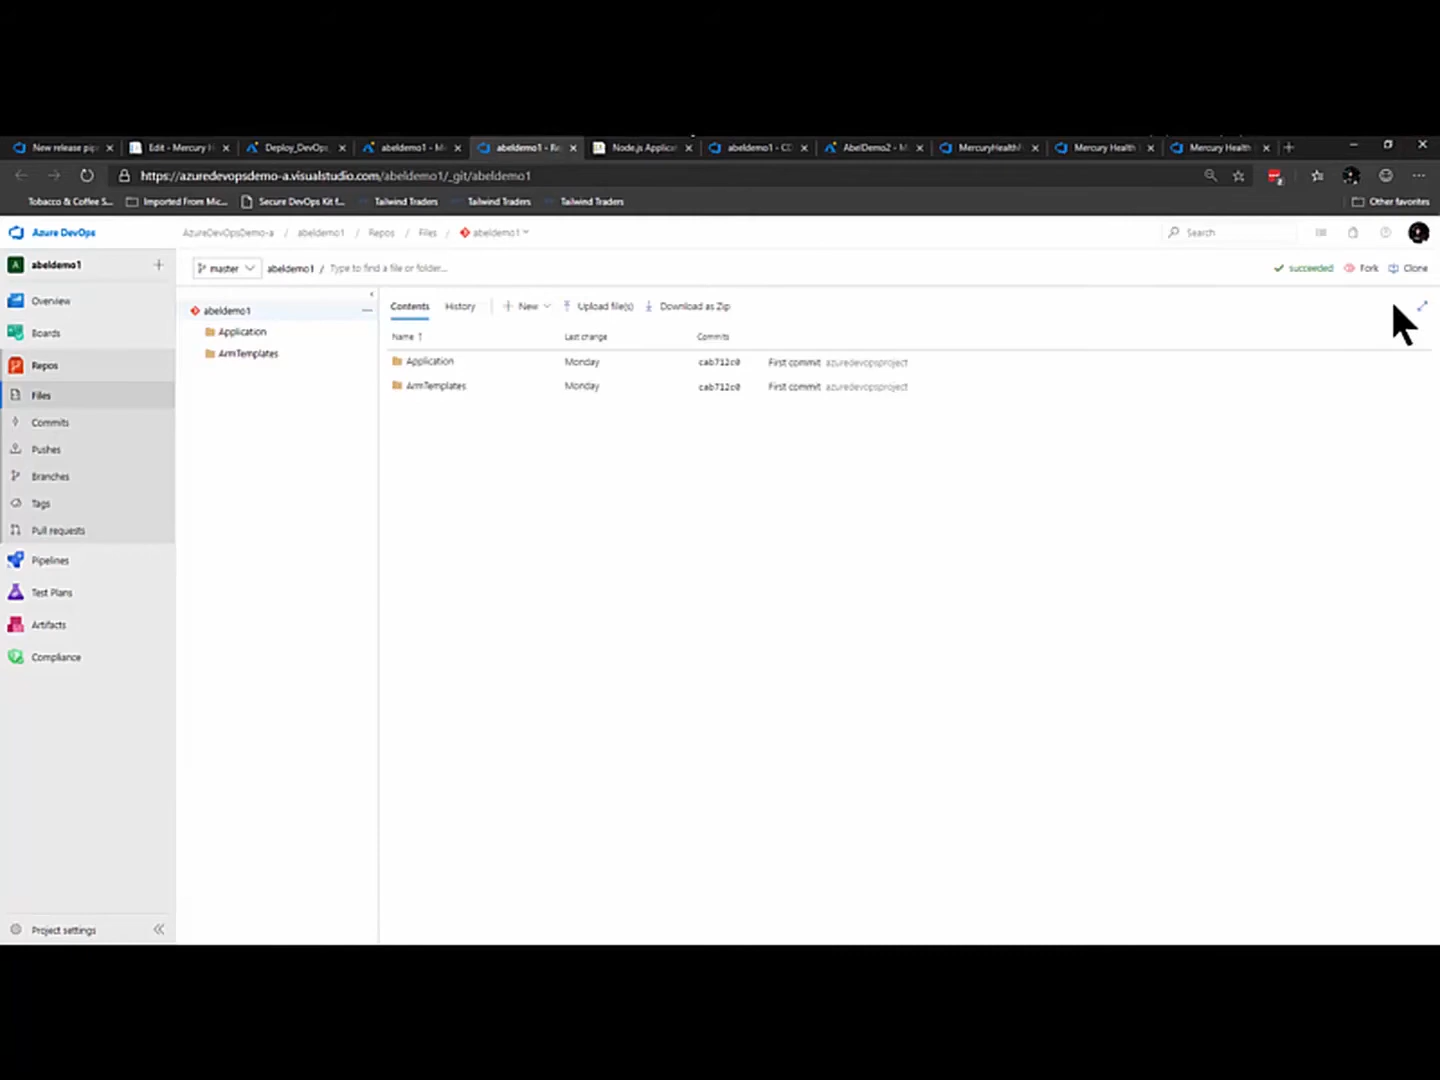 New release pip
Edit - Mercury H
Deploy_DevOps_
abeldemo1 - M
abeldemo1 - Re
Node.js Applica
abeldemo1 - CD
AbelDemo2 - M
MercuryHealth
Mercury Health
Mercury Health
https://azuredevopsdemo-a.visualstudio.com/abeldemo1/_git/abeldemo1
Tobacco & Coffee S...
Imported From Mic...
Secure DevOps Kit f...
Tailwind Traders
Tailwind Traders
Tailwind Traders
Other favorites
Azure DevOps
AzureDevOpsDemo-a / abeldemo1 / Repos / Files / abeldemo1
Search
A abeldemo1
master
abeldemo1 / Type to find a file or folder...
succeeded
Fork
Clone
Overview
Boards
Repos
Files
Commits
Pushes
Branches
Tags
Pull requests
Pipelines
Test Plans
Artifacts
Compliance
Project settings
abeldemo1
Application
ArmTemplates
Contents
History
New
Upload file(s)
Download as Zip
Name
Last change
Commits
Application Monday cab712c0 First commit azuredevopsproject
ArmTemplates Monday cab712c0 First commit azuredevopsproject